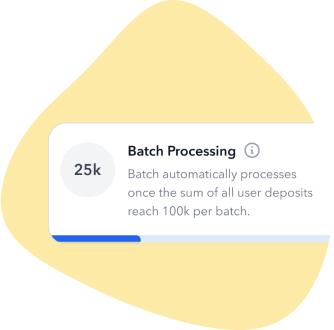 25k
Batch Processing
Batch automatically processes
once the sum of all user deposits
reach 100k per batch.